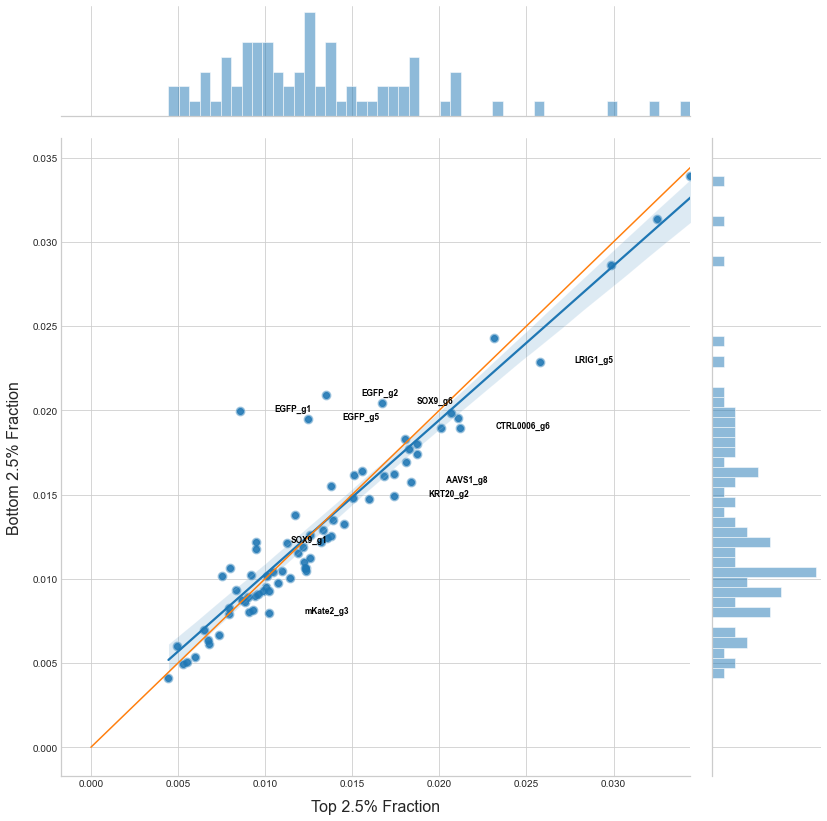 0.035
0.030
0.025
LRIG1_g5
EGFP_g2
SOX9_g6
0.020
EGFP_g1
EGFP_g5
CTRL0006_g6
AAVS1_g8
0.015
KRT20_g2
SOX9_g1
0.010
mKate2_g3
0.005
0.000
Bottom 2.5% Fraction
0.000 0.005 0.010 0.015 0.020 0.025 0.030
Top 2.5% Fraction